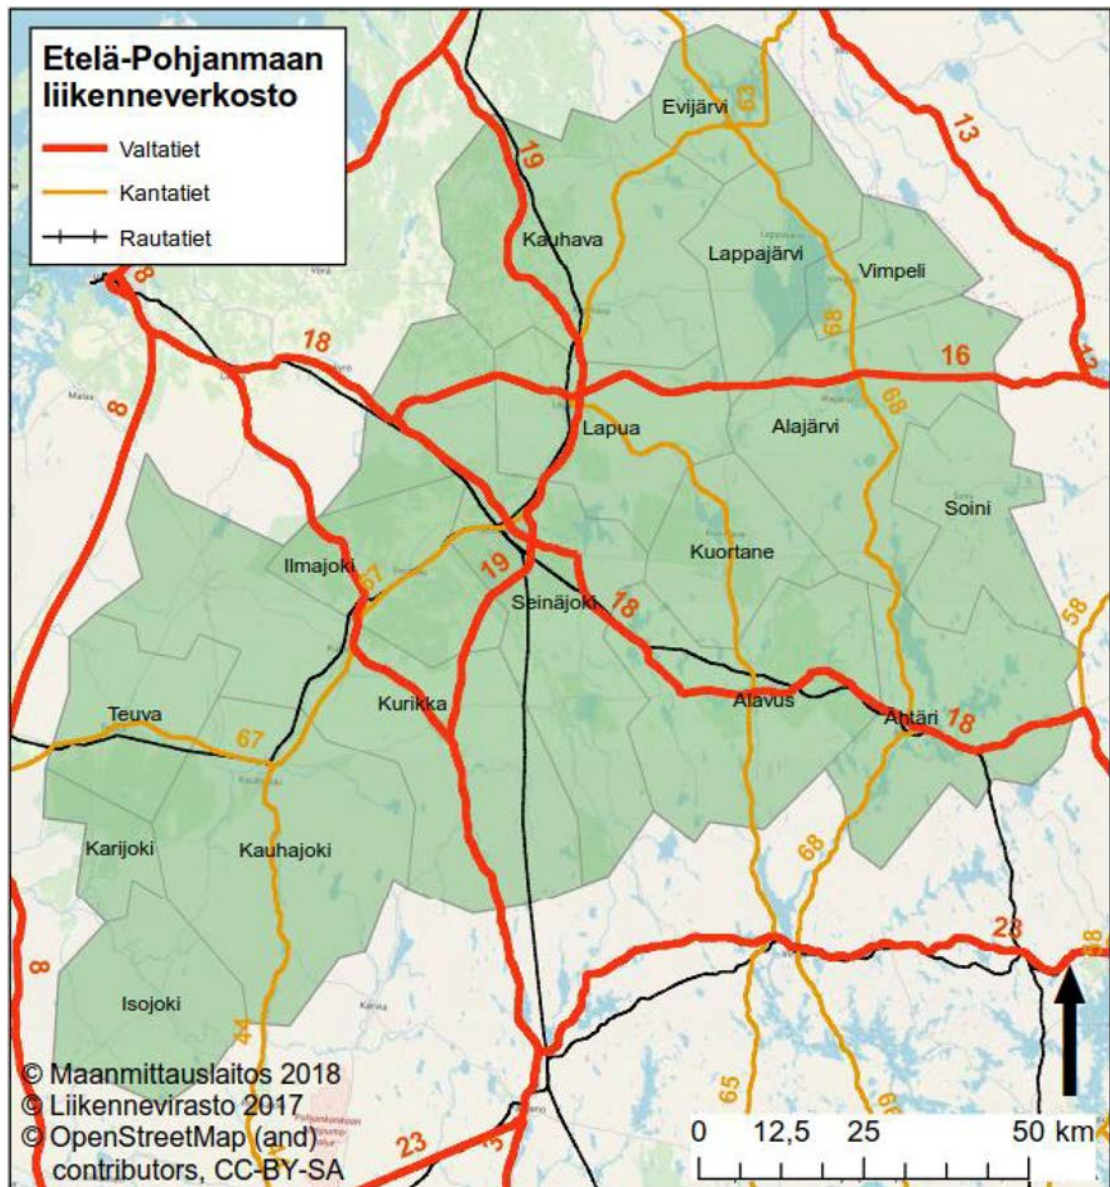 Etelä-Pohjanmaan
liikenneverkosto
Valtatiet
Kantatiet
Rautatiet
Evijärvi
63
13
19
Kauhava
Lappajärvi
Vimpeli
8
18
68
16
8
Lapua
Alajärvi
68
Soini
Kuortane
Ilmajoki
67
19
Seinäjoki
18
58
Kurikka
Teuva
67
Alavus
Ähtäri
18
Karijoki
Kauhajoki
68
23
68
8
Isojoki
44
65
66
23
© Maanmittauslaitos 2018
© Liikennevirasto 2017
© OpenStreetMap (and)
contributors, CC-BY-SA
0 12,5 25 50 km